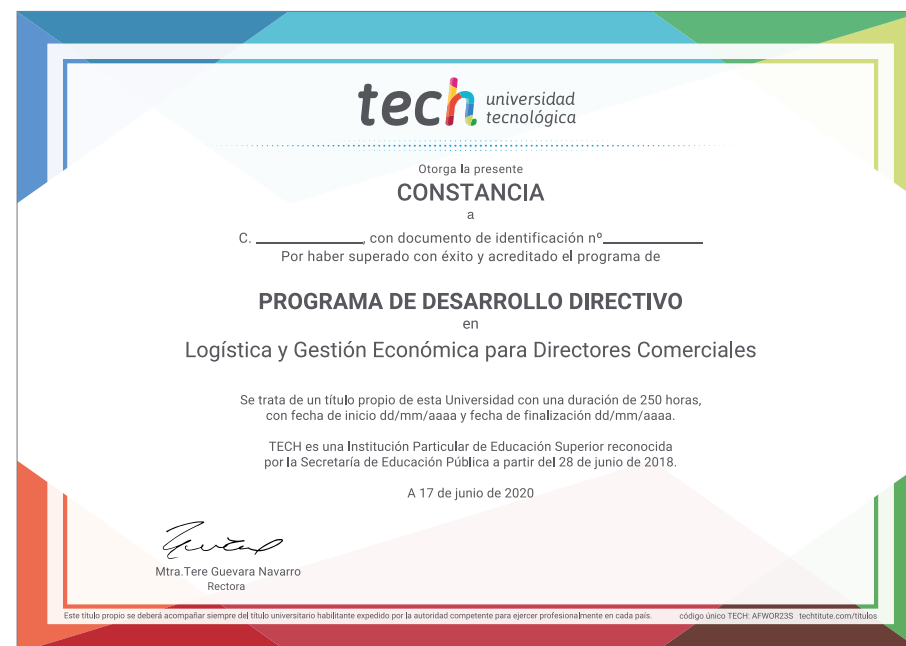 tech universidad
tecnológica
Otorga la presente
CONSTANCIA
a
C. ______________, con documento de identificación nº_____________
Por haber superado con éxito y acreditado el programa de
PROGRAMA DE DESARROLLO DIRECTIVO
en
Logística y Gestión Económica para Directores Comerciales
Se trata de un título propio de esta Universidad con una duración de 250 horas,
con fecha de inicio dd/mm/aaaa y fecha de finalización dd/mm/aaaa.
TECH es una Institución Particular de Educación Superior reconocida
por la Secretaría de Educación Pública a partir del 28 de junio de 2018.
A 17 de junio de 2020
Mtra.Tere Guevara Navarro
Rectora
Este título propio se deberá acompañar siempre del título universitario habilitante expedido por la autoridad competente para ejercer profesionalmente en cada país. código único TECH: AFWOR23S techtitute.com/títulos